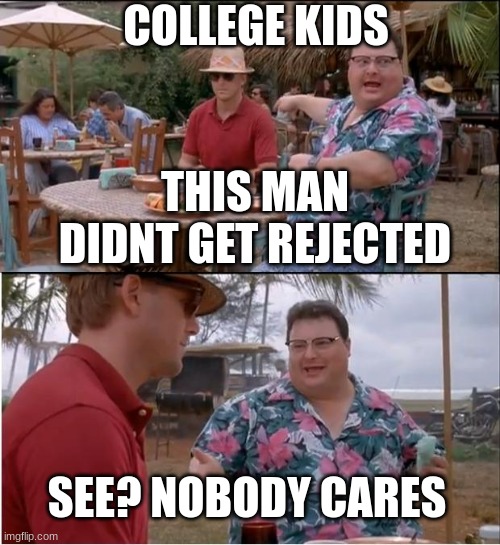 COLLEGE KIDS
THIS MAN
DIDNT GET REJECTED
SEE? NOBODY CARES
imgflip.com